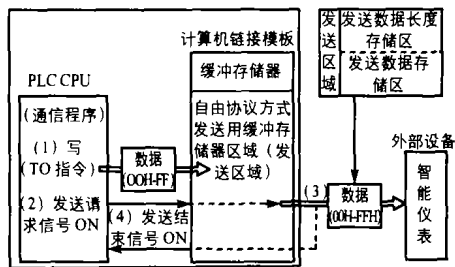 计算机链接模板
PLC CPU
(通信程序)
(1) 写
(TO 指令)
(2) 发送请
求信号 ON
数据
(OOH-FF)
(4) 发送结
束信号 ON
缓冲存储器
自由协议方式
发送用缓冲存
储器区域 (发
送区域)
发送区域
发送数据长度
存储区
发送数据存
储区
(3)
数据
(00H-FFH)
外部设备
智能仪表